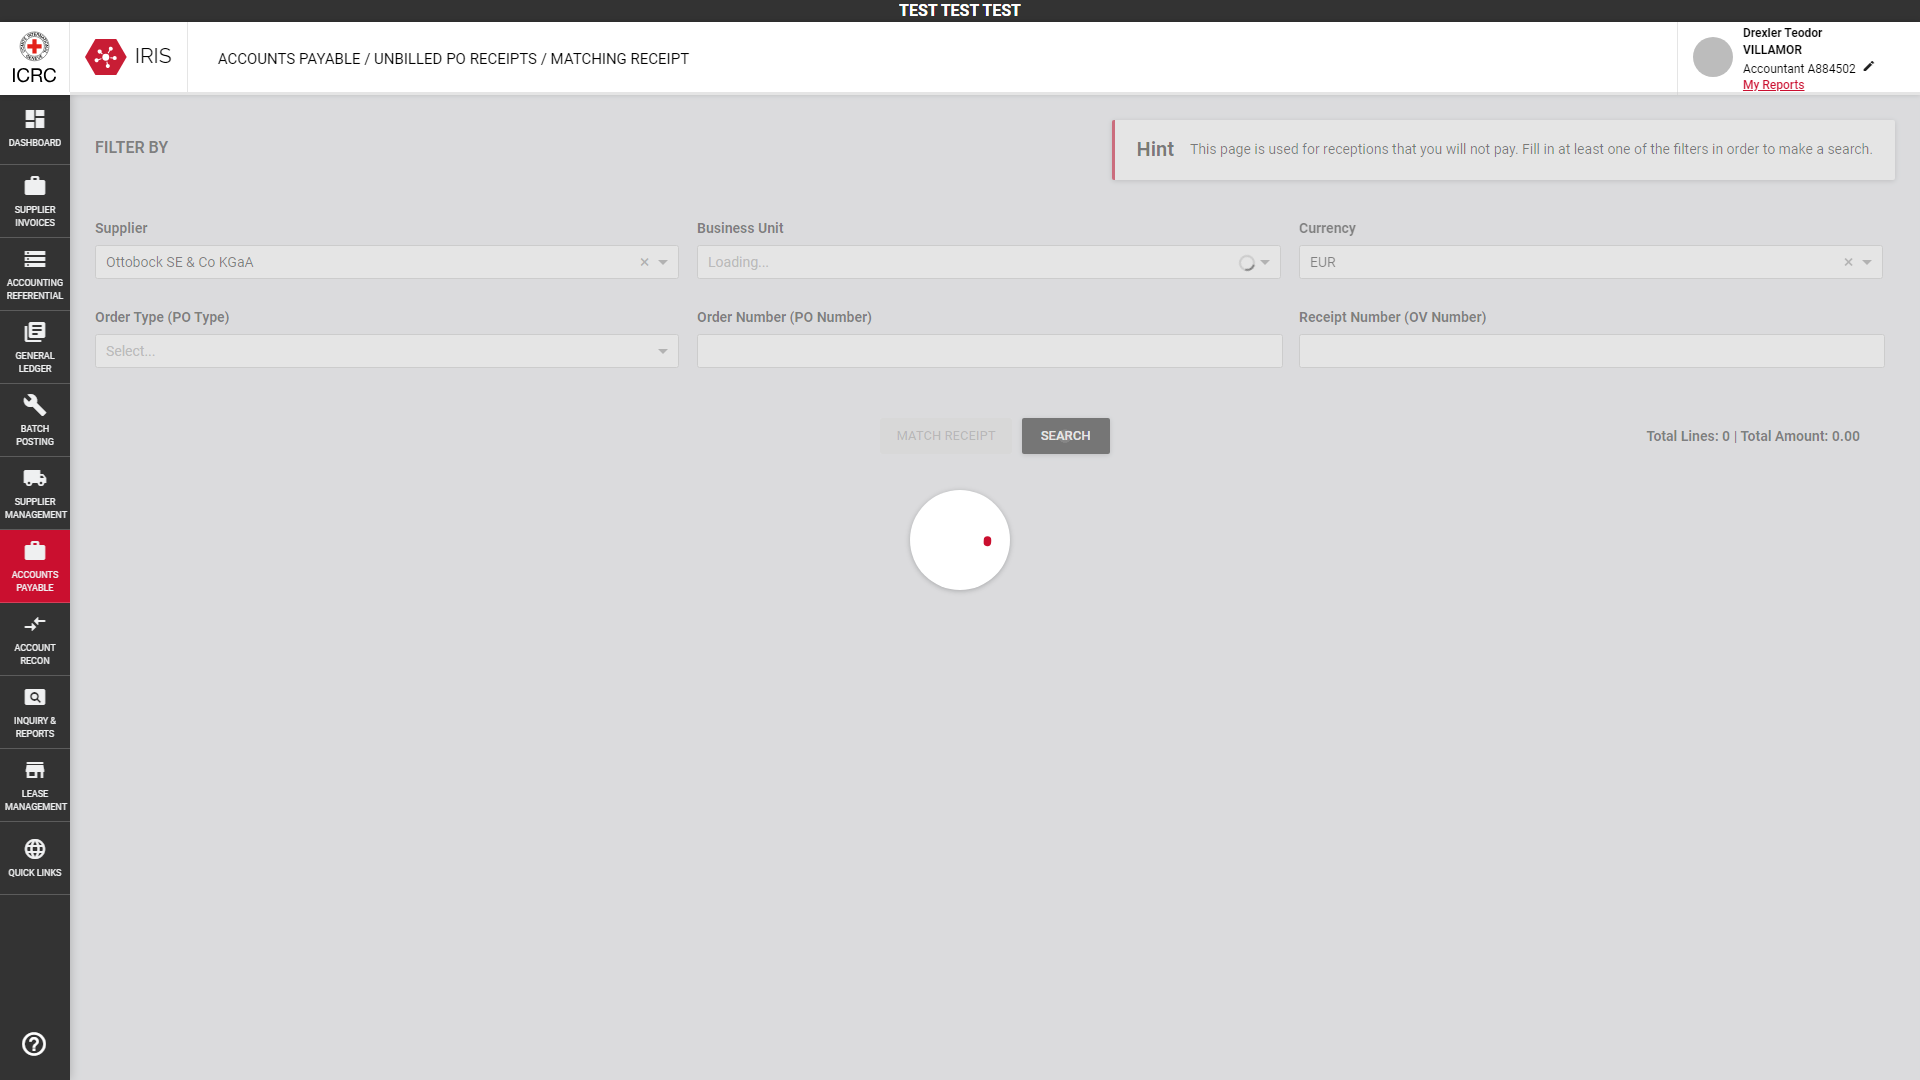 TEST TEST TEST
ICRC
IRIS
ACCOUNTS PAYABLE / UNBILLED PO RECEIPTS / MATCHING RECEIPT
Drexler Teodor
VILLAMOR
Accountant A884502
My Reports
DASHBOARD
SUPPLIER
INVOICES
ACCOUNTING
REFERENTIAL
GENERAL
LEDGER
BATCH
POSTING
SUPPLIER
MANAGEMENT
ACCOUNTS
PAYABLE
ACCOUNT
RECON
INQUIRY &
REPORTS
LEASE
MANAGEMENT
QUICK LINKS
FILTER BY
Hint This page is used for receptions that you will not pay. Fill in at least one of the filters in order to make a search.
Supplier
Ottobock SE & Co KGaA
Business Unit
Loading...
Currency
EUR
Order Type (PO Type)
Select...
Order Number (PO Number)
Receipt Number (OV Number)
MATCH RECEIPT
SEARCH
Total Lines: 0 | Total Amount: 0.00